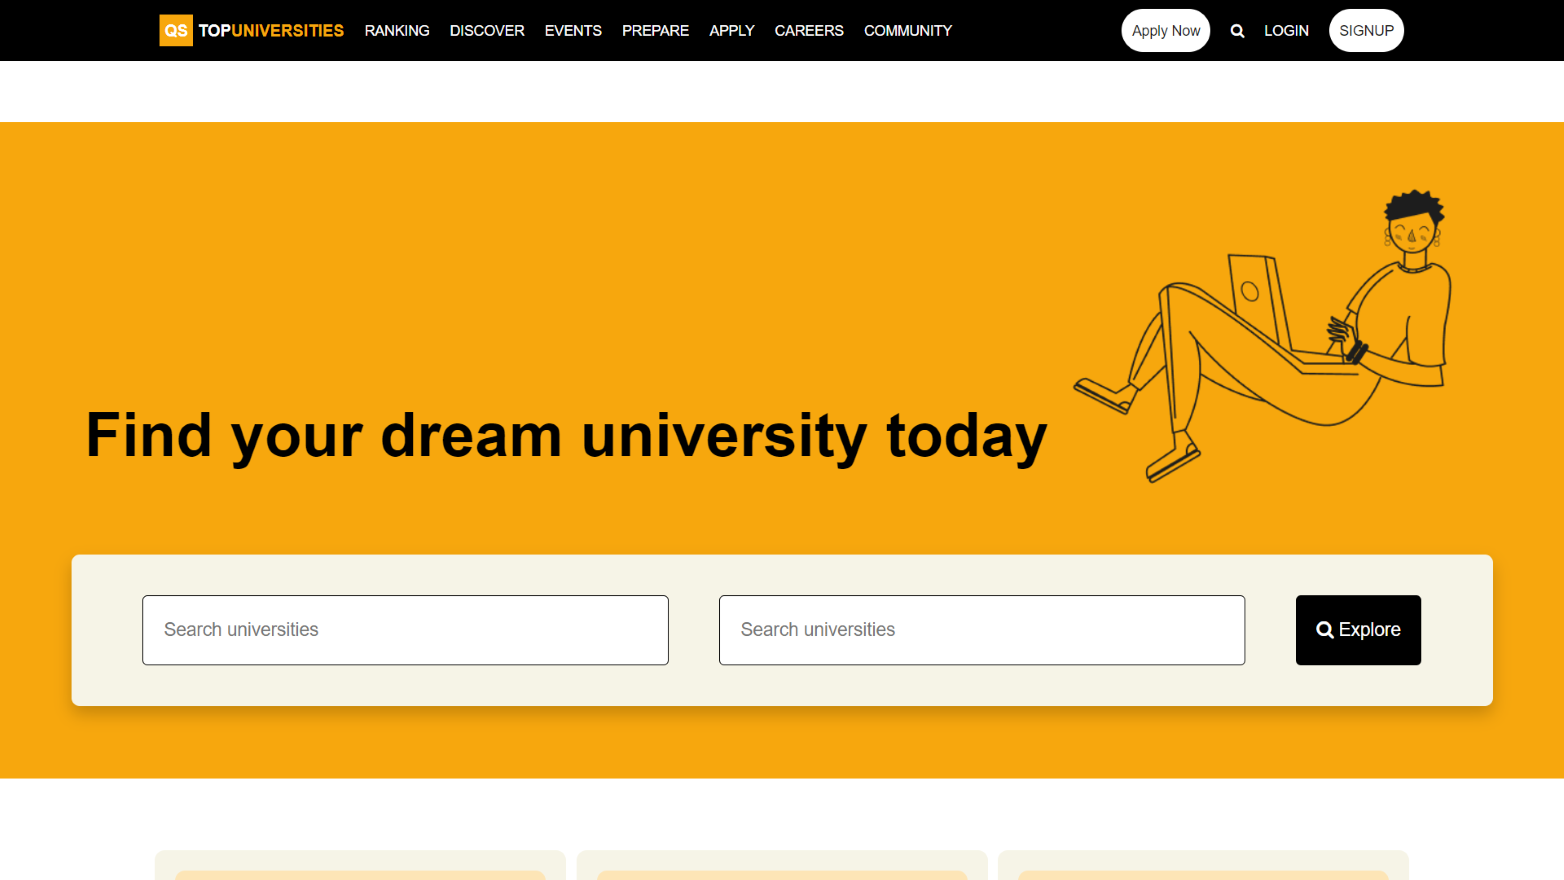 QS TOPUNIVERSITIES RANKING DISCOVER EVENTS PREPARE APPLY CAREERS COMMUNITY Apply Now LOGIN SIGNUP
Find your dream university today
Search universities Search universities Explore